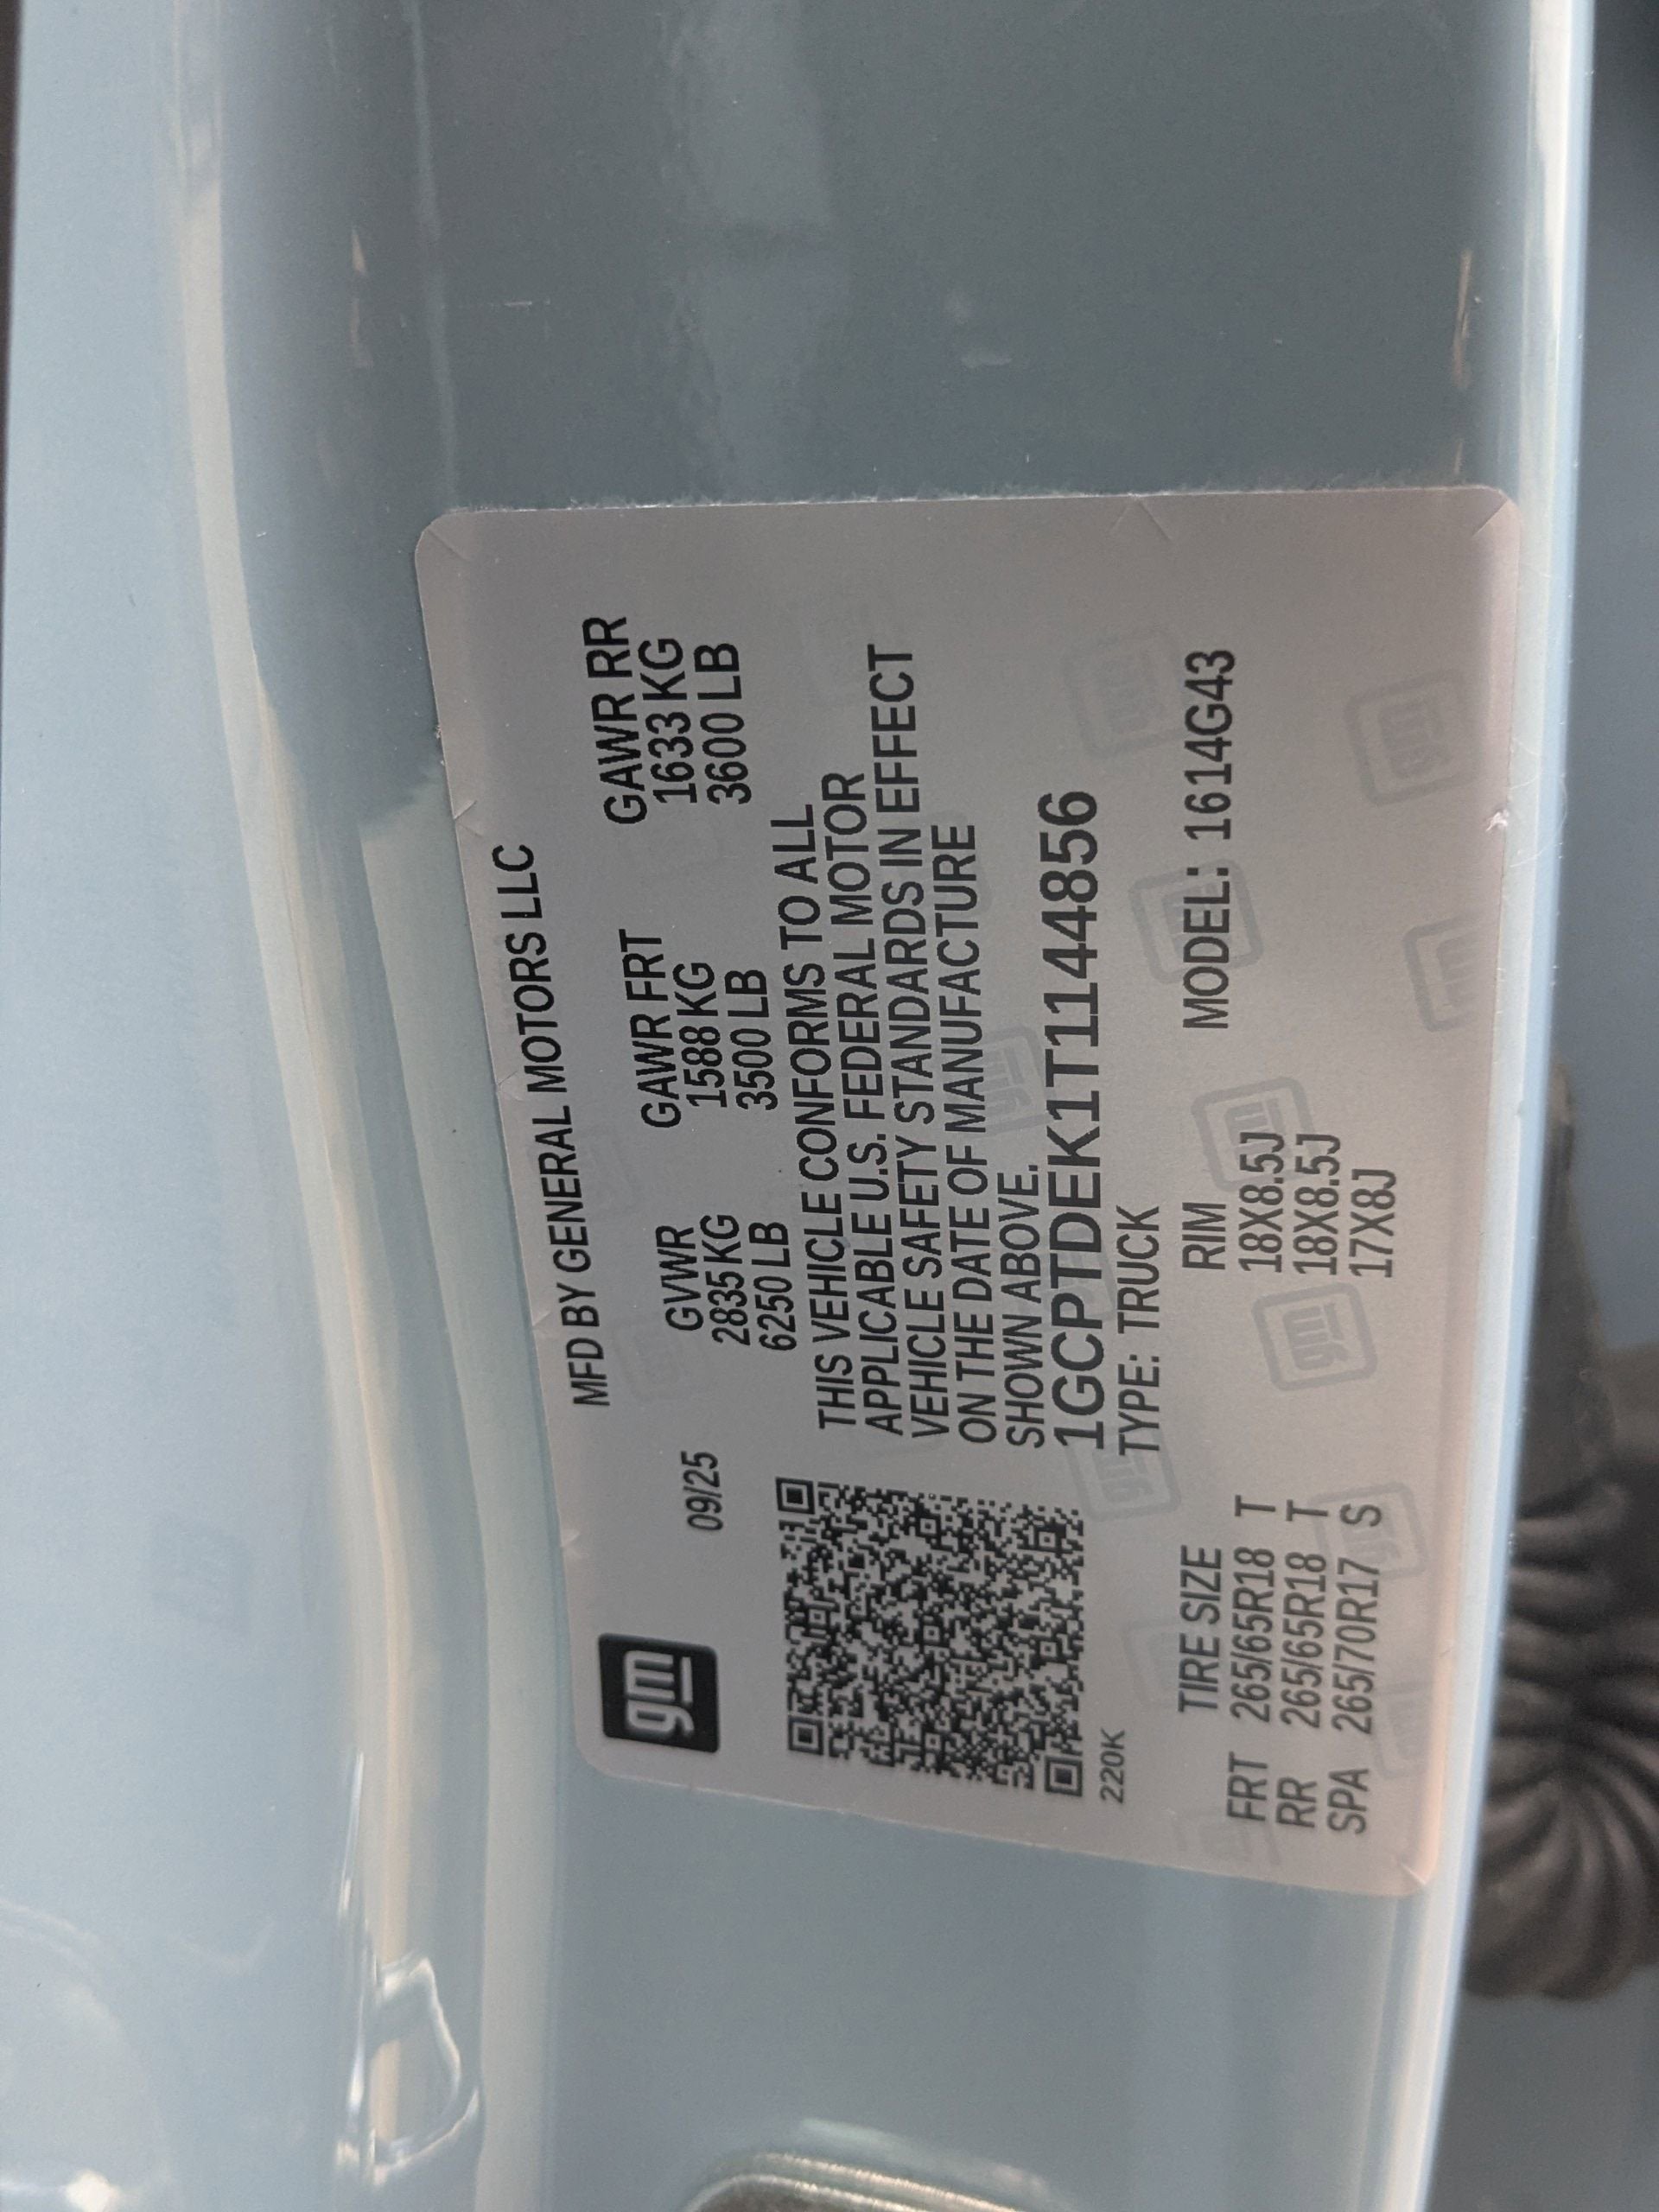 gm
MFD BY GENERAL MOTORS LLC
09/25
GVWR GAWR FRT GAWR RR
2835 KG 1588 KG 1633 KG
6250 LB 3500 LB 3600 LB
THIS VEHICLE CONFORMS TO ALL
APPLICABLE U.S. FEDERAL MOTOR
VEHICLE SAFETY STANDARDS IN EFFECT
ON THE DATE OF MANUFACTURE
SHOWN ABOVE.
1GCPTDEK1T1144856
220K
TYPE: TRUCK
TIRE SIZE RIM MODEL: 1614G43
FRT 265/65R18 T 18X8.5J
RR 265/65R18 T 18X8.5J
SPA 265/70R17 S 17X8J